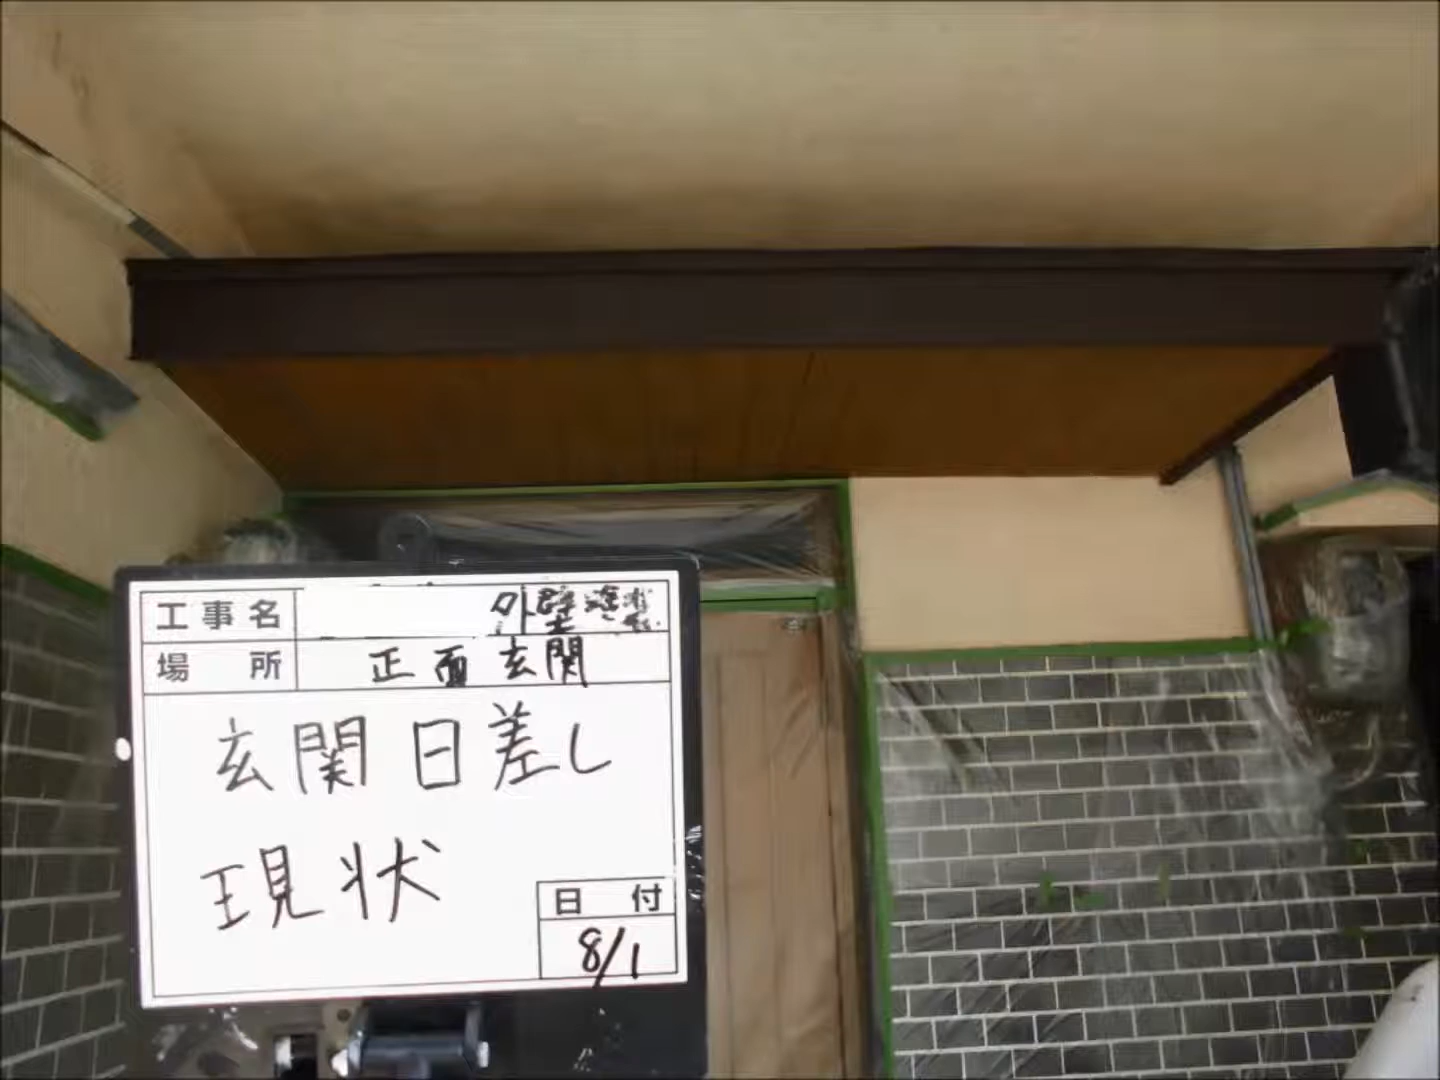 工事名 外壁塗装
場所 正面玄関
玄関日差し
現状
日付
8/1